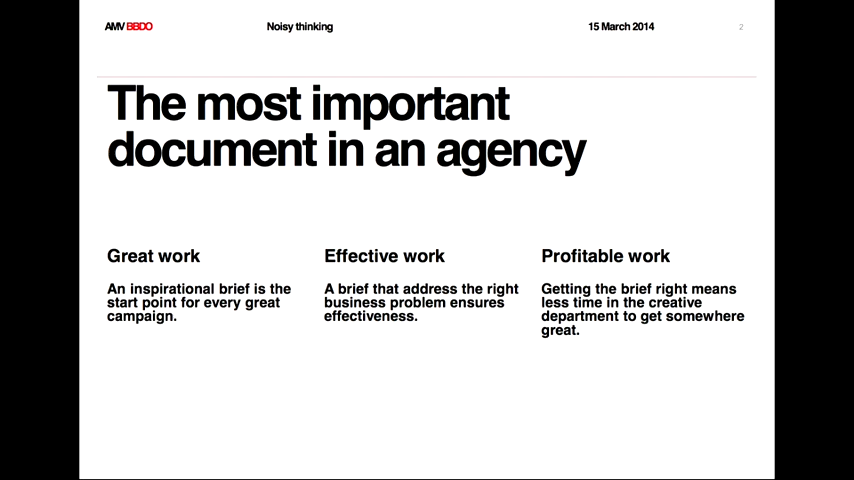 AMV BBDO Noisy thinking 15 March 2014 2
The most important
document in an agency
Great work
An inspirational brief is the
start point for every great
campaign.
Effective work
A brief that address the right
business problem ensures
effectiveness.
Profitable work
Getting the brief right means
less time in the creative
department to get somewhere
great.